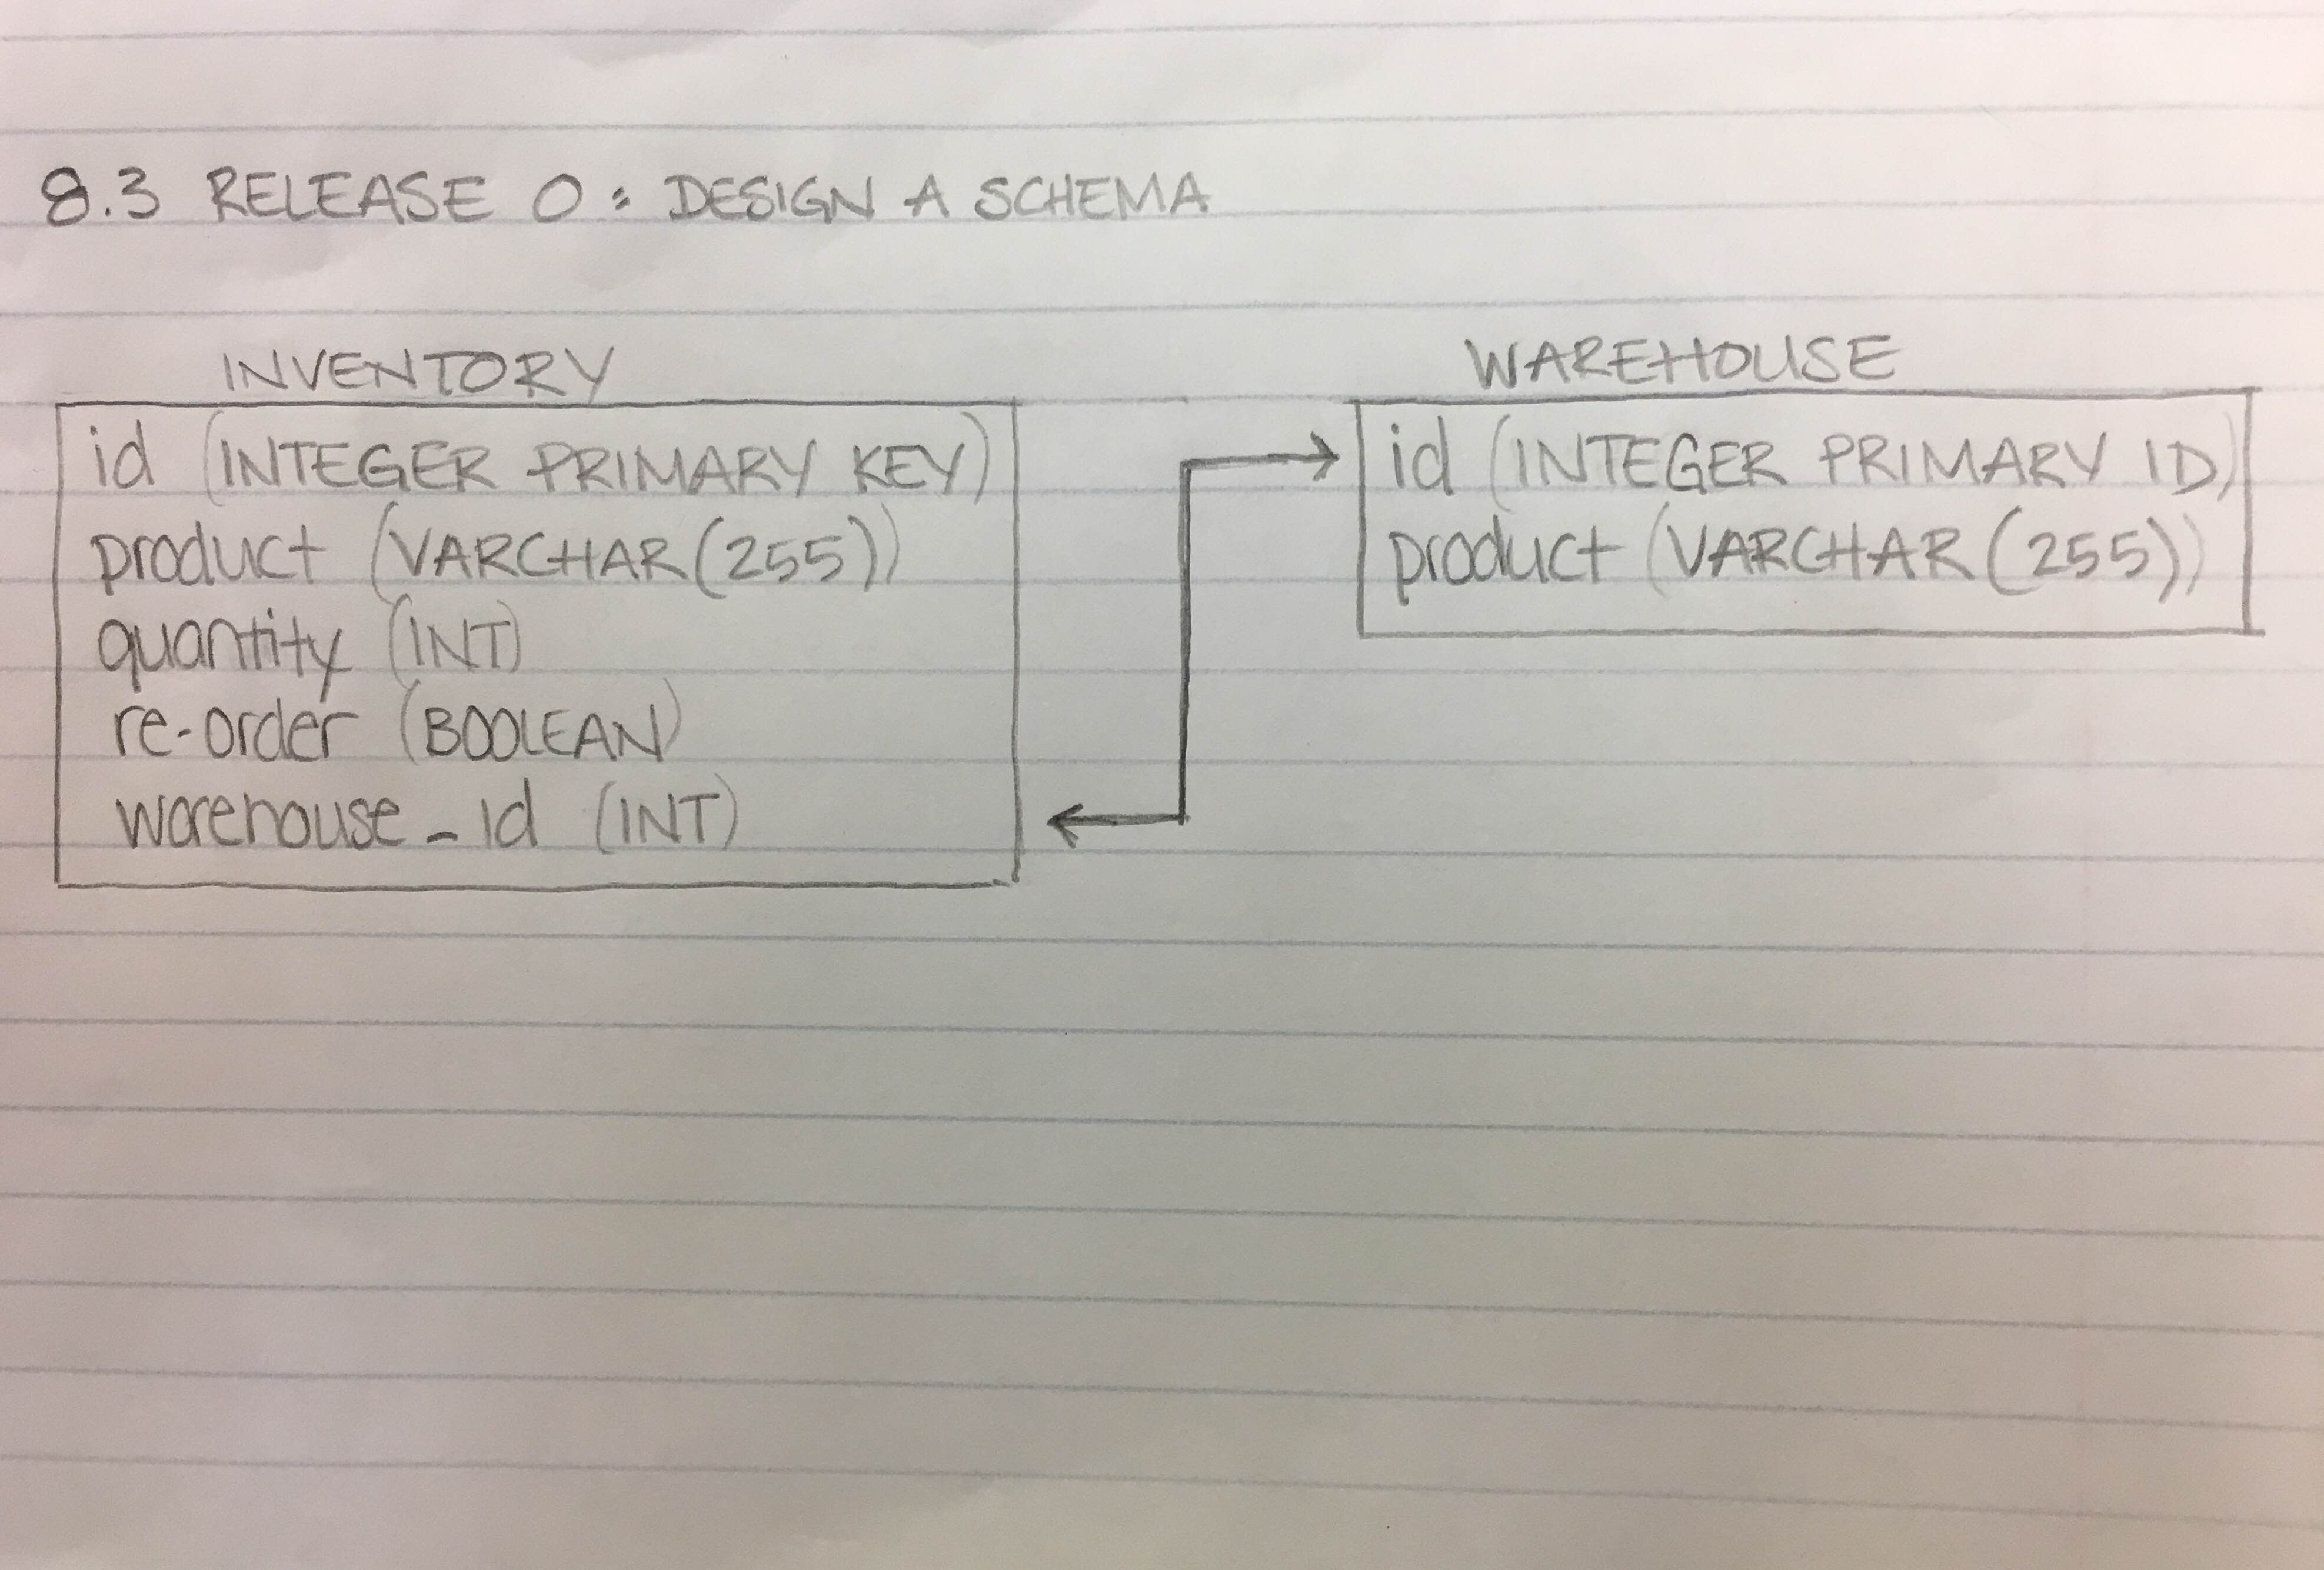 8.3 RELEASE 0: DESIGN A SCHEMA
INVENTORY
id (INTEGER PRIMARY KEY)
product (VARCHAR(255))
quantity (INT)
re-order (BOOLEAN)
warehouse_id (INT)
WAREHOUSE
id (INTEGER PRIMARY ID)
product (VARCHAR(255))